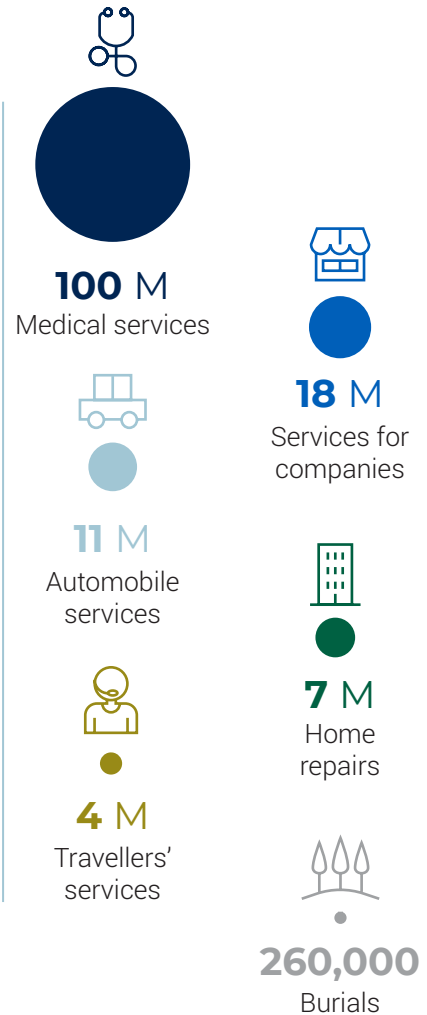 100 M
Medical services
18 M
Services for
companies
11 M
Automobile
services
7 M
Home
repairs
4 M
Travellers’
services
260,000
Burials